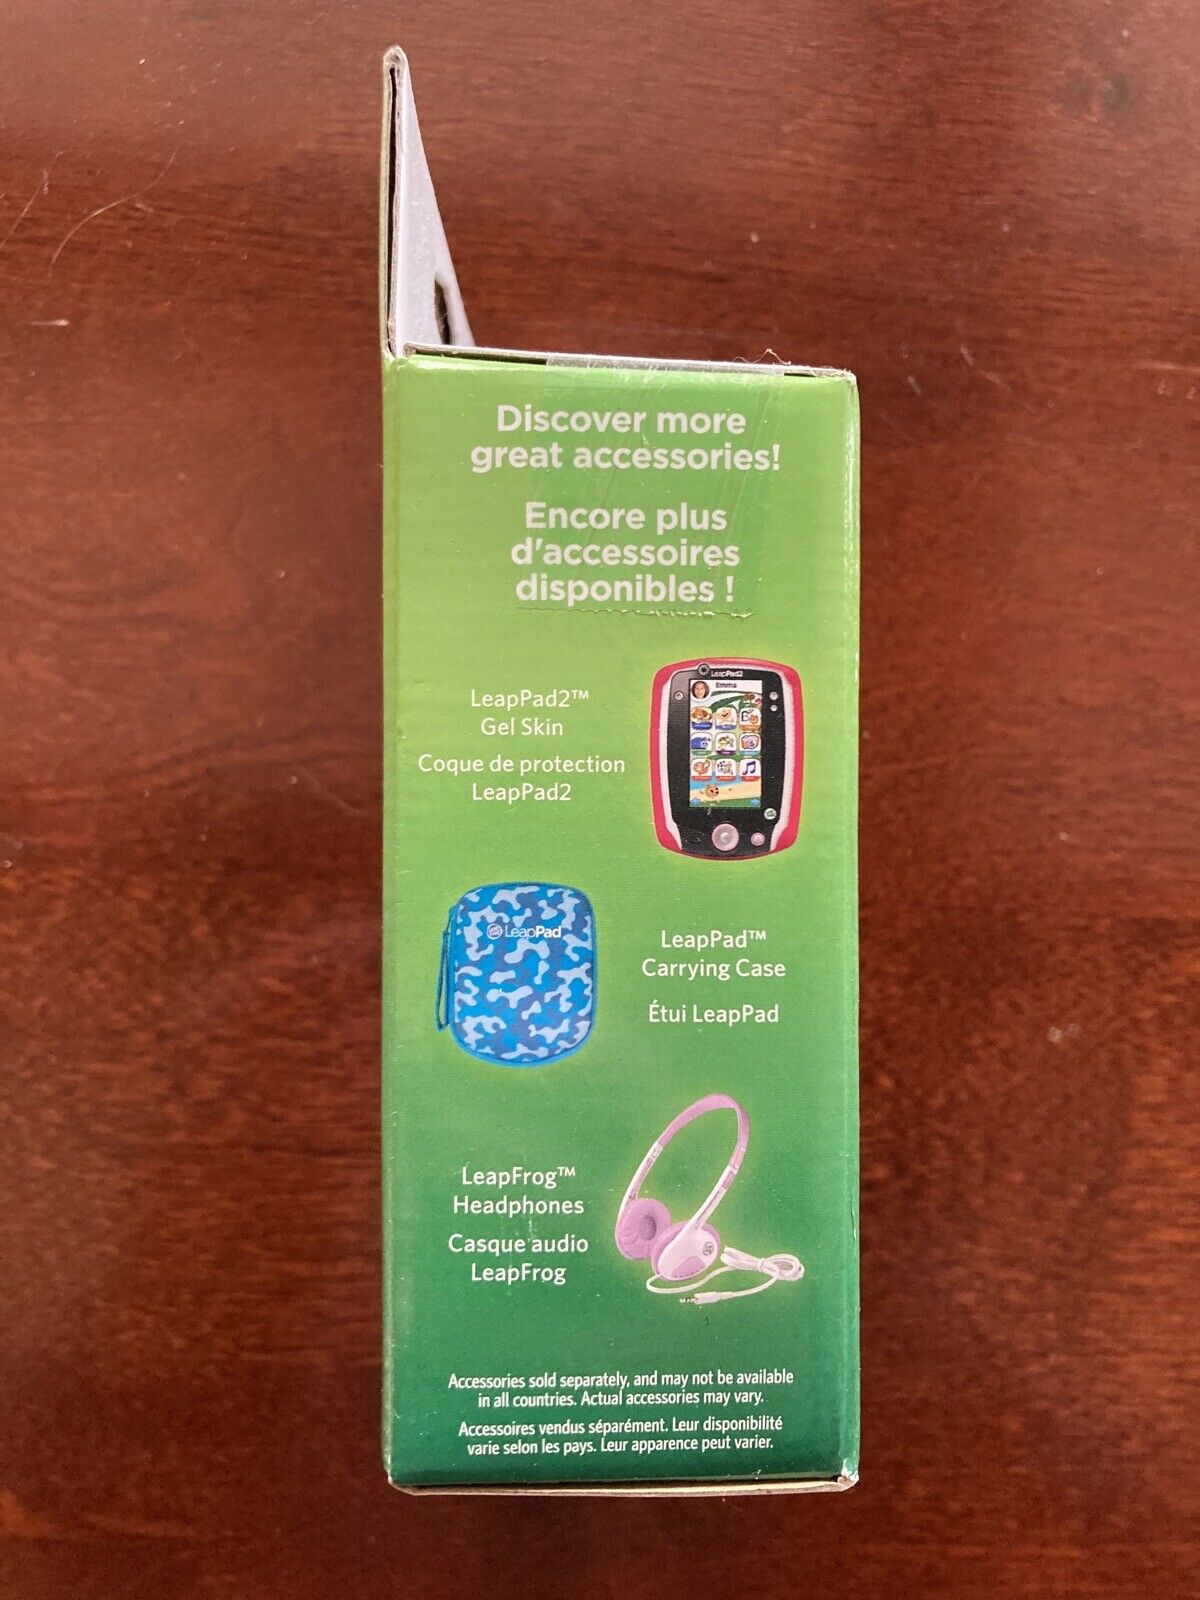 Discover more
great accessories!
Encore plus
d'accessoires
disponibles !
LeapPad2™
Gel Skin
Coque de protection
LeapPad2
LeapPad2
Emma
LeapPad
LeapPad™
Carrying Case
Étui LeapPad
LeapFrog™
Headphones
Casque audio
LeapFrog
Accessories sold separately, and may not be available
in all countries. Actual accessories may vary.
Accessoires vendus séparément. Leur disponibilité
varie selon les pays. Leur apparence peut varier.